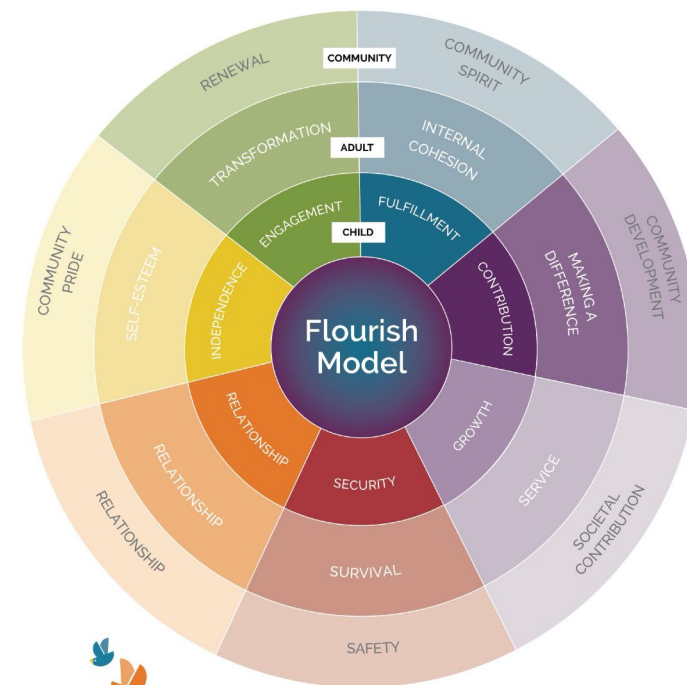 COMMUNITY
RENEWAL
COMMUNITY
SPIRIT
COMMUNITY
DEVELOPMENT
SOCIETAL
CONTRIBUTION
SAFETY
RELATIONSHIP
COMMUNITY
PRIDE
ADULT
TRANSFORMATION
INTERNAL
COHESION
MAKING A
DIFFERENCE
SERVICE
SURVIVAL
RELATIONSHIP
SELF-ESTEEM
CHILD
ENGAGEMENT
FULFILLMENT
CONTRIBUTION
GROWTH
SECURITY
RELATIONSHIP
INDEPENDENCE
Flourish
Model